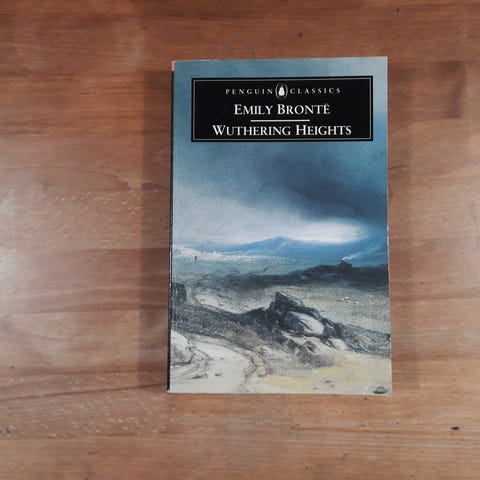 PENGUIN CLASSICS
EMILY BRONTË
WUTHERING HEIGHTS